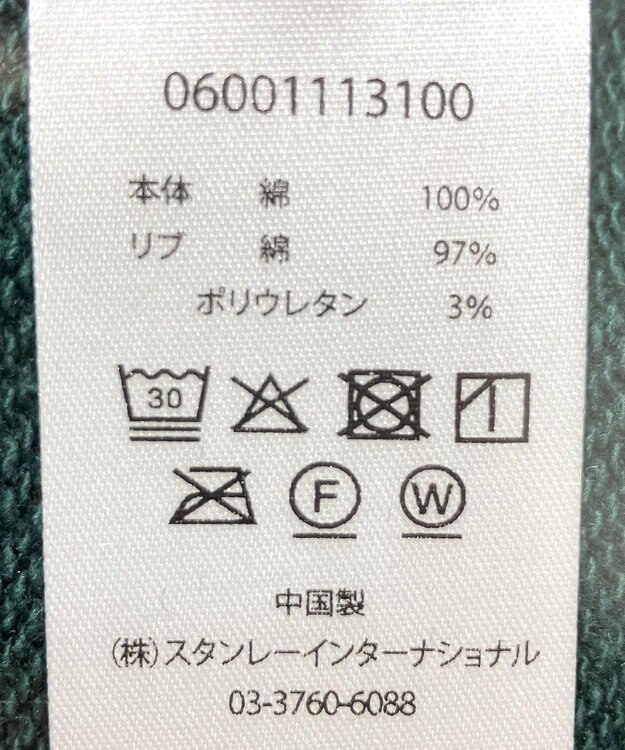 06001113100
本体 綿 100%
リブ 綿 97%
ポリウレタン 3%
30
F W
中国製
(株)スタンレーインターナショナル
03-3760-6088